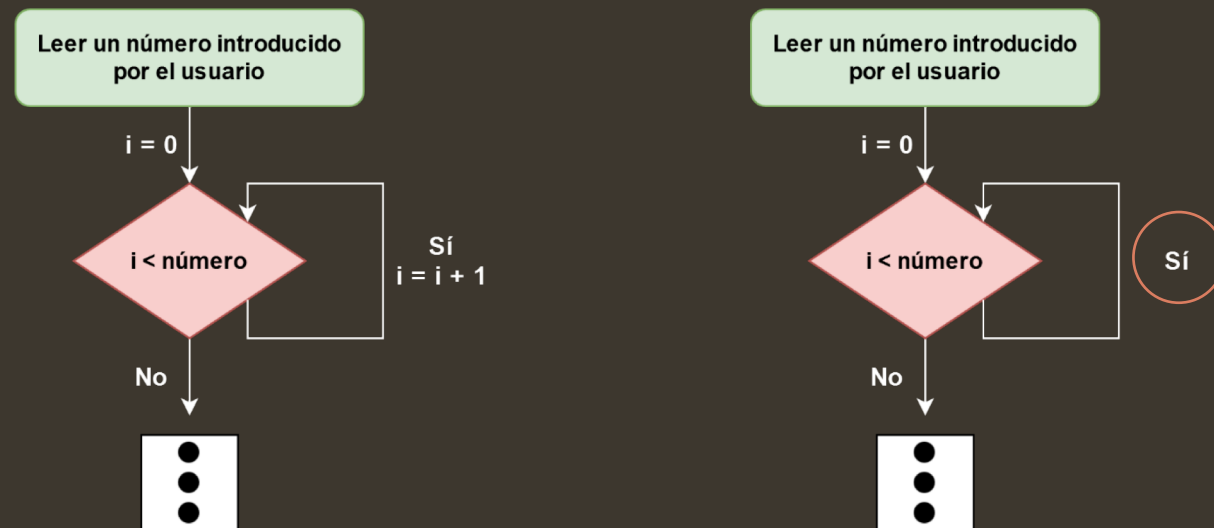 Leer un número introducido
por el usuario
i = 0
i < número
Sí
i = i + 1
No
Leer un número introducido
por el usuario
i = 0
i < número
Sí
No